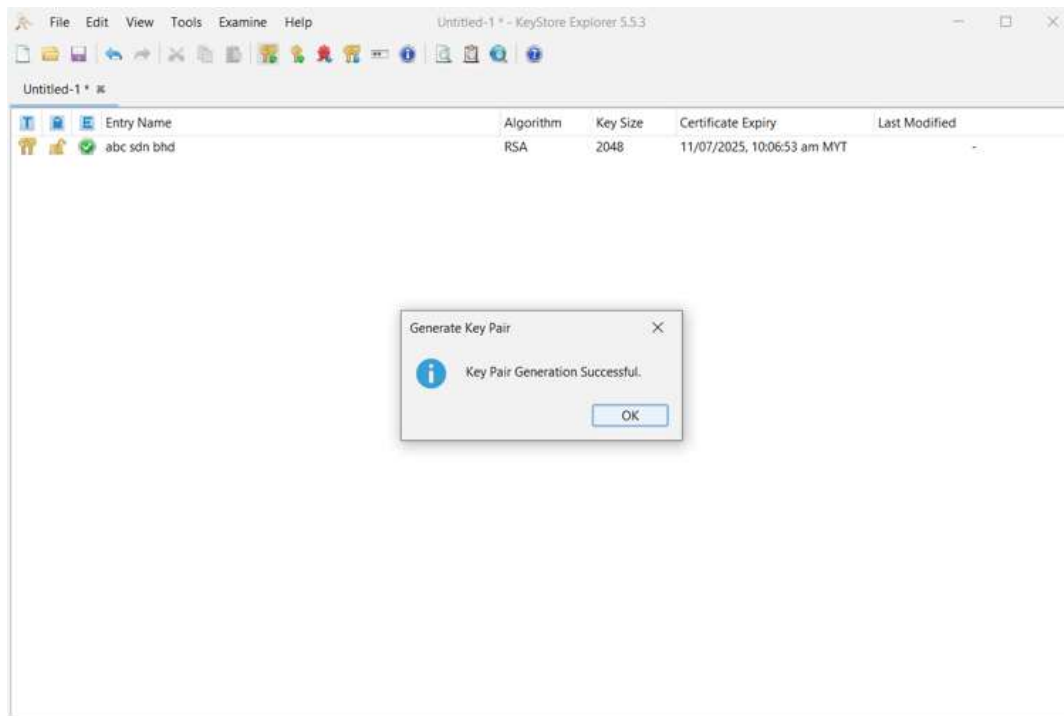 File Edit View Tools Examine Help Untitled-1 * - KeyStore Explorer 5.5.3
Untitled-1 *
T E Entry Name Algorithm Key Size Certificate Expiry Last Modified
abc sdn bhd RSA 2048 11/07/2025, 10:06:53 am MYT -
Generate Key Pair
Key Pair Generation Successful.
OK